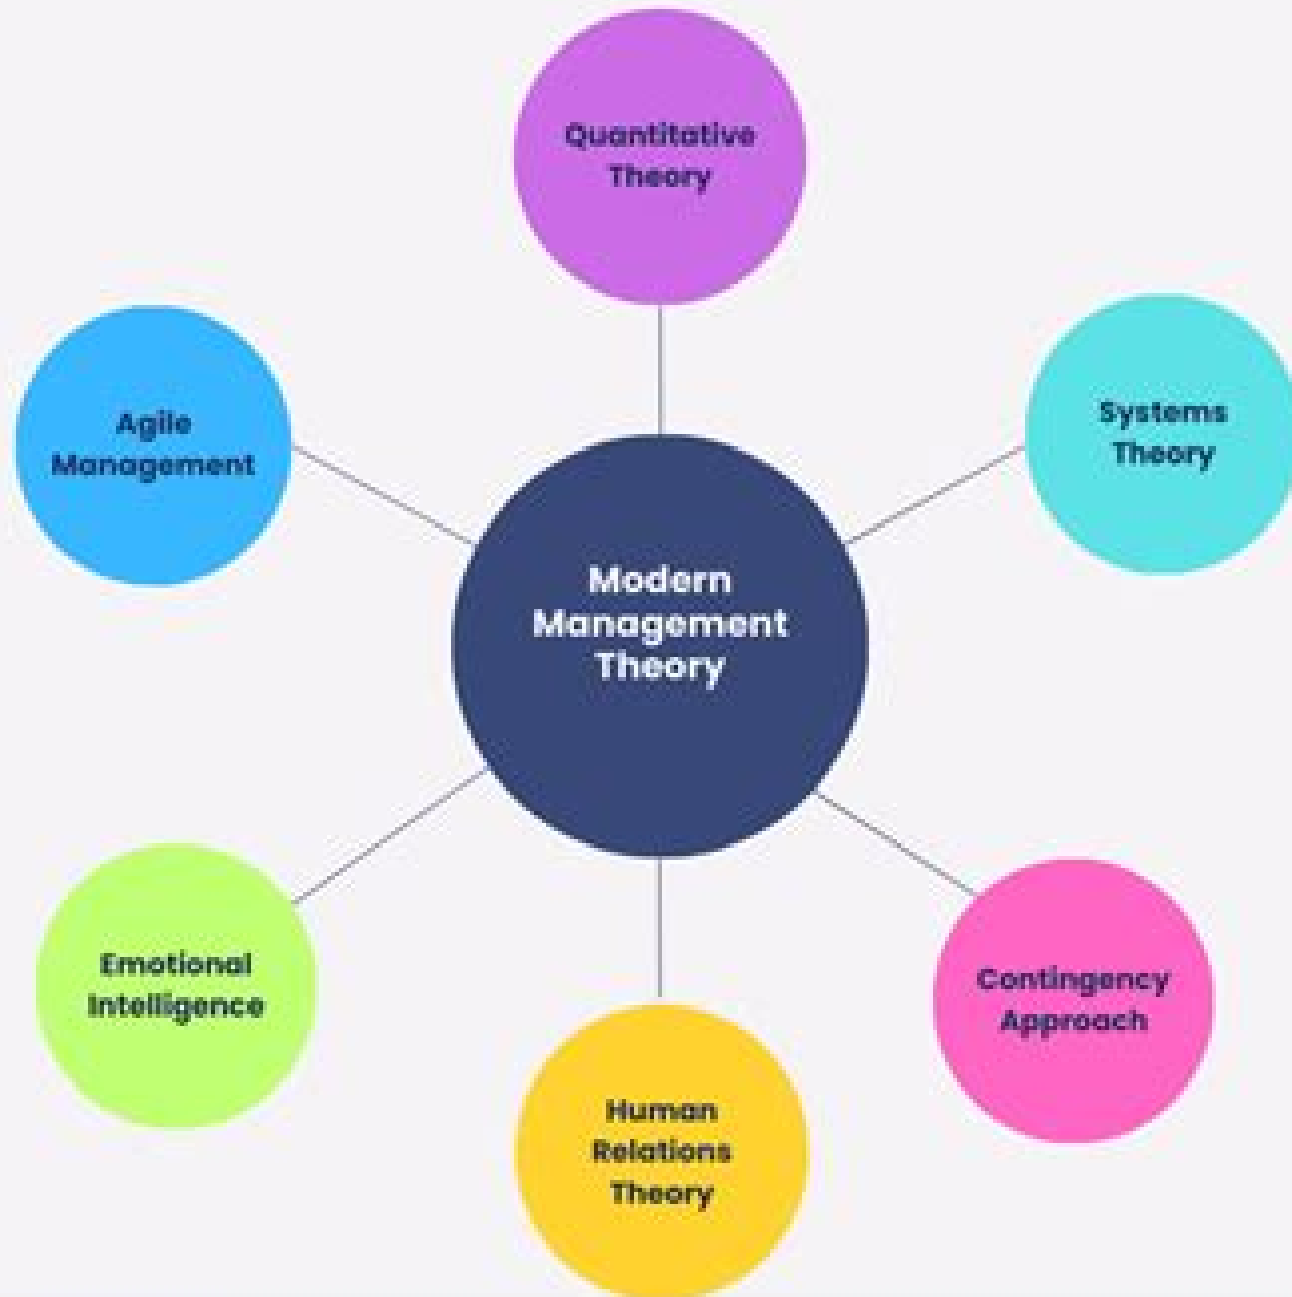 Quantitative
Theory
Agile
Management
Systems
Theory
Modern
Management
Theory
Emotional
Intelligence
Contingency
Approach
Human
Relations
Theory